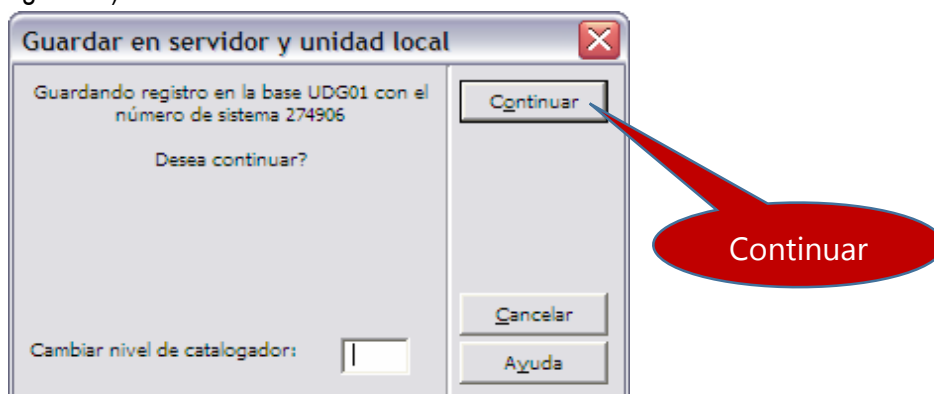 Guardar en servidor y unidad local
Guardando registro en la base UDG01 con el
número de sistema 274906
Desea continuar?
Continuar
Continuar
Cancelar
Cambiar nivel de catalogador:
Ayuda